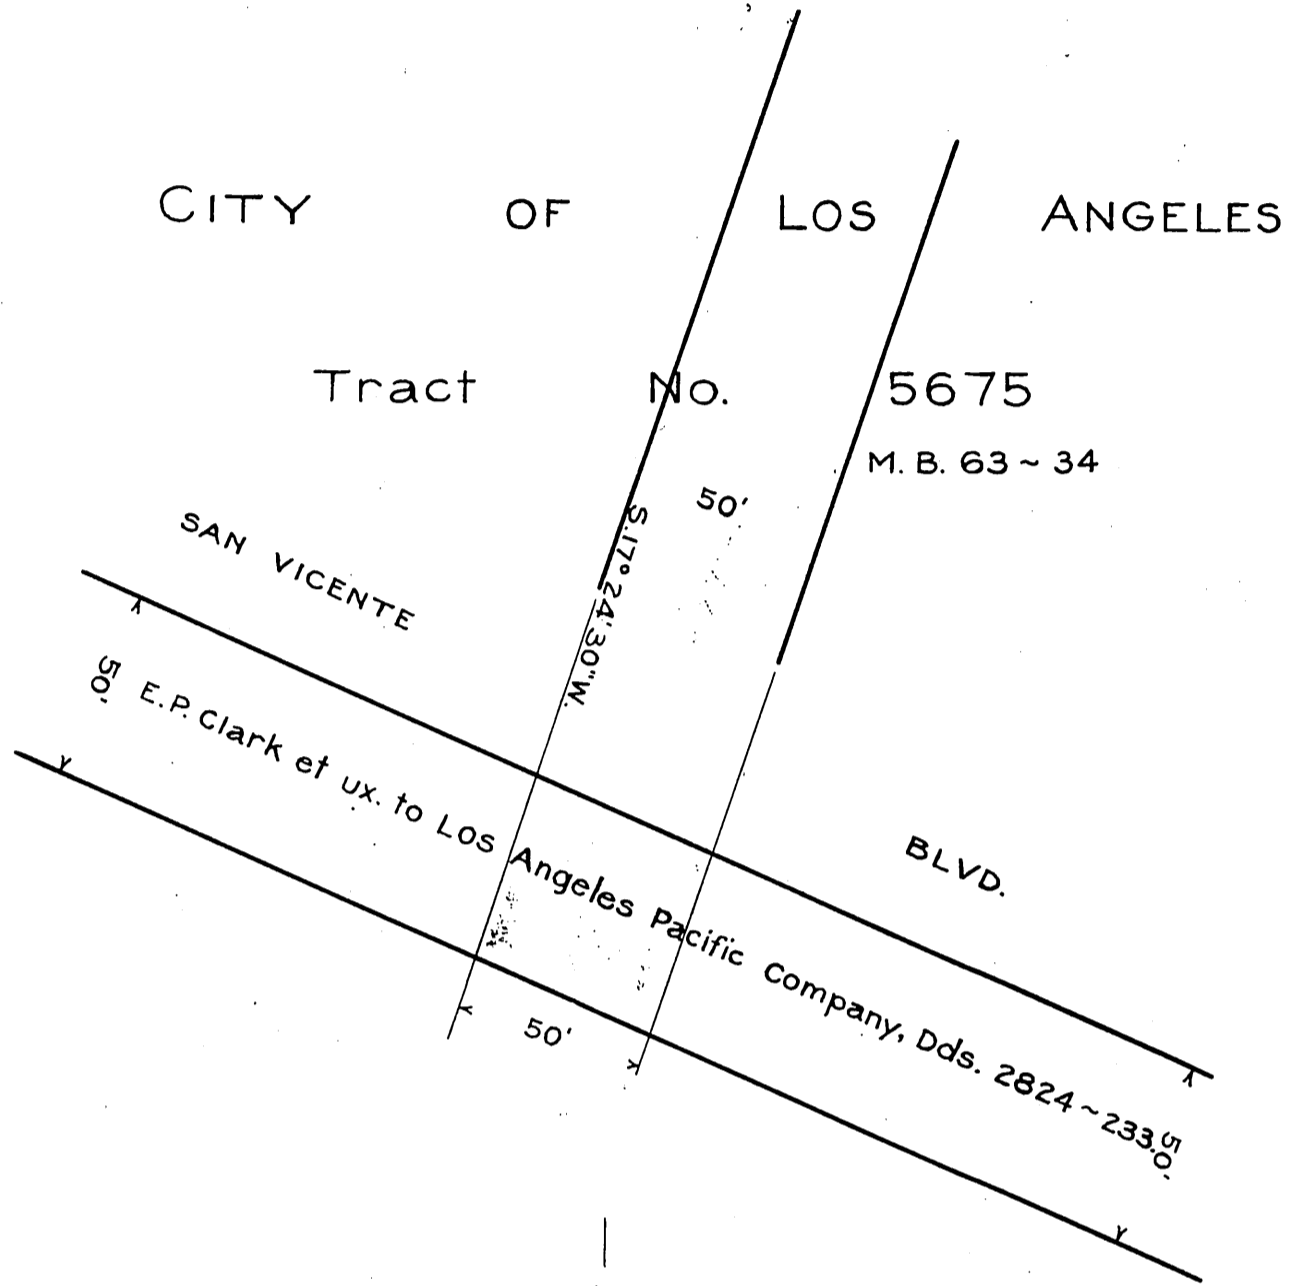 CITY OF LOS ANGELES
Tract No. 5675
M. B. 63 ~ 34
50'
S. 17° 24' 30" W.
SAN VICENTE BLVD.
50'
E.P. Clark et ux. to Los Angeles Pacific Company, Dds. 2824 ~ 233.
50'
50'